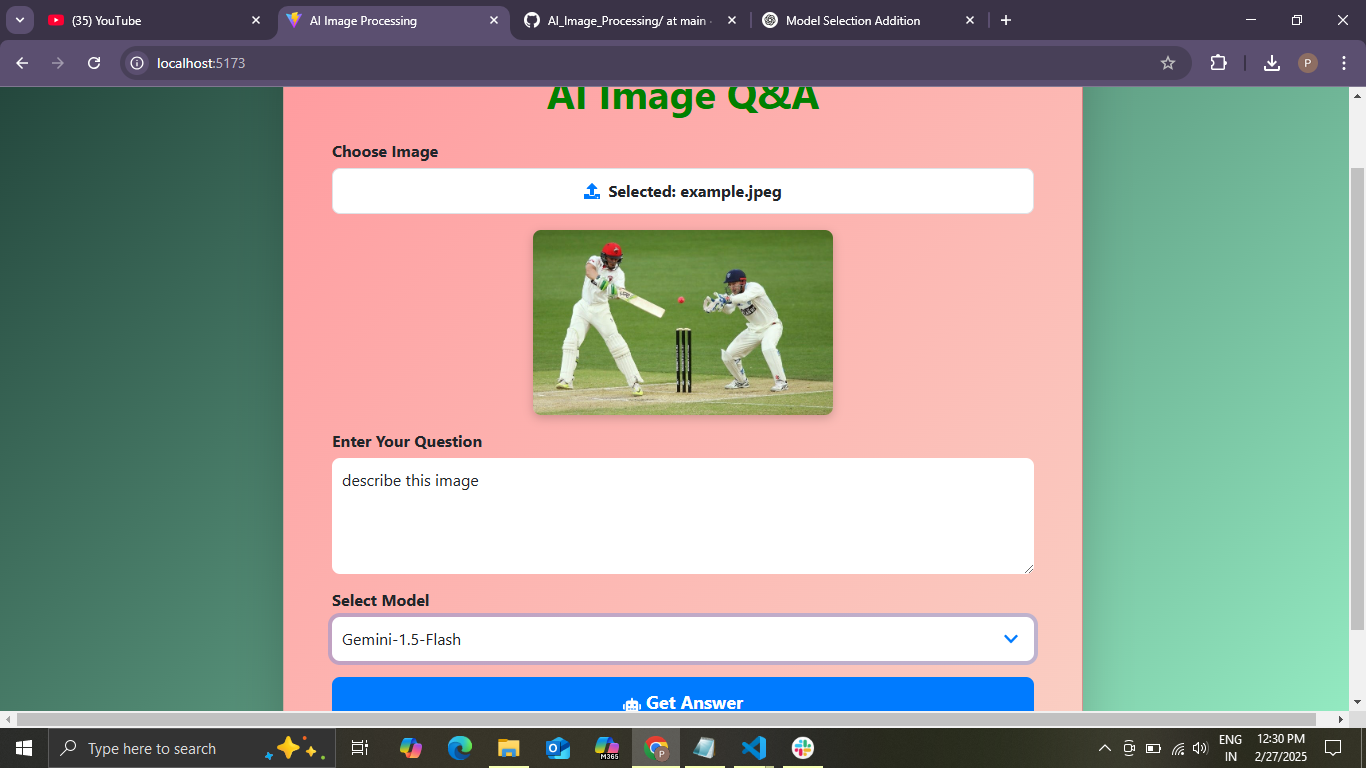 (35) YouTube
AI Image Processing
AI_Image_Processing/ at main
Model Selection Addition
localhost:5173
P
AI Image Q&A
Choose Image
Selected: example.jpeg
Enter Your Question
describe this image
Select Model
Gemini-1.5-Flash
Get Answer
Type here to search
M365
P
ENG
IN
12:30 PM
2/27/2025